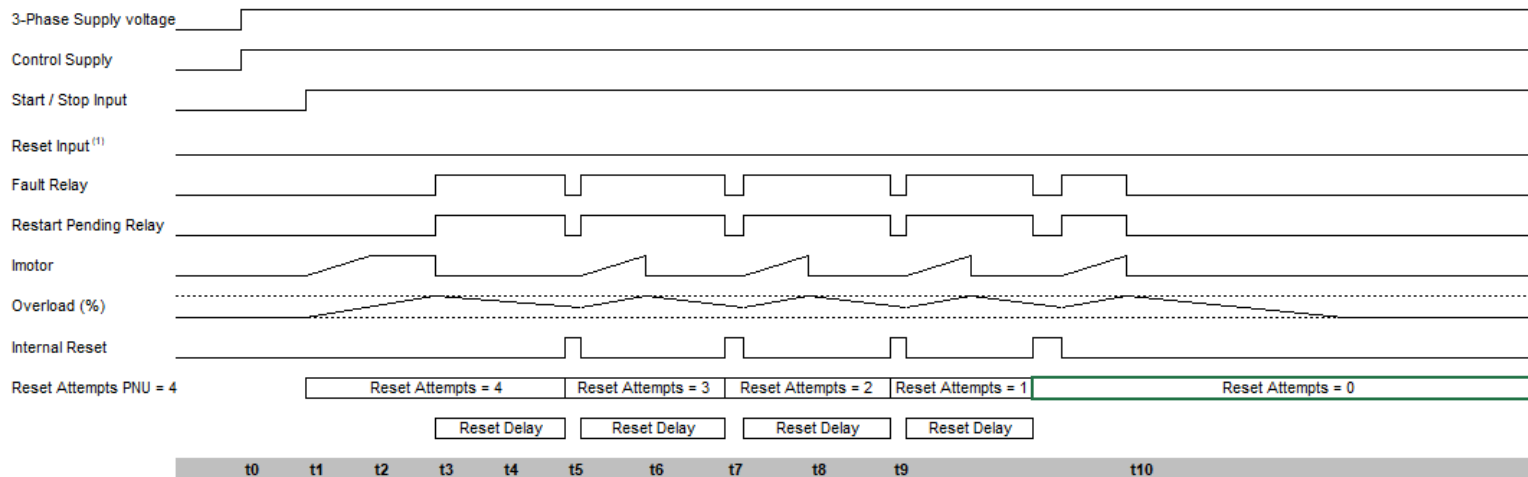 3-Phase Supply voltage
Control Supply
Start / Stop Input
Reset Input (1)
Fault Relay
Restart Pending Relay
Imotor
Overload (%)
Internal Reset
Reset Attempts PNU = 4 Reset Attempts = 4 Reset Attempts = 3 Reset Attempts = 2 Reset Attempts = 1 Reset Attempts = 0
Reset Delay Reset Delay Reset Delay Reset Delay
t0 t1 t2 t3 t4 t5 t6 t7 t8 t9 t10